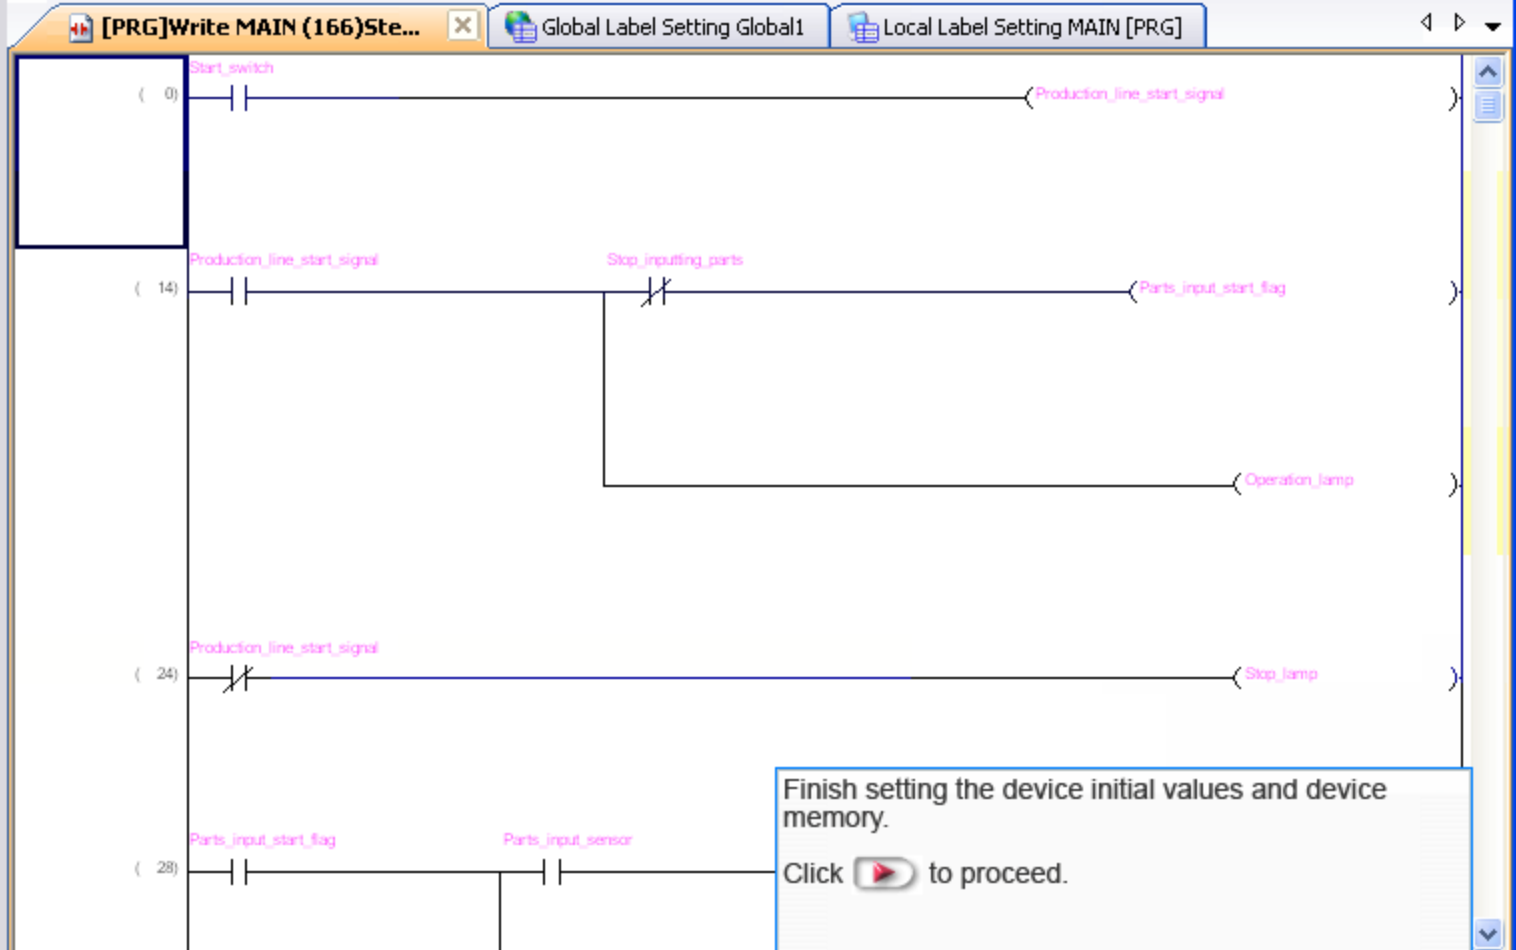 [PRG]Write MAIN (166)Ste... Global Label Setting Global1 Local Label Setting MAIN [PRG]
Start_switch
( 0) Production_line_start_signal
Production_line_start_signal Stop_inputting_parts
( 14) Parts_input_start_flag
Operation_lamp
Production_line_start_signal
( 24) Stop_lamp
Parts_input_start_flag Parts_input_sensor
( 28)
Finish setting the device initial values and device
memory.
Click to proceed.